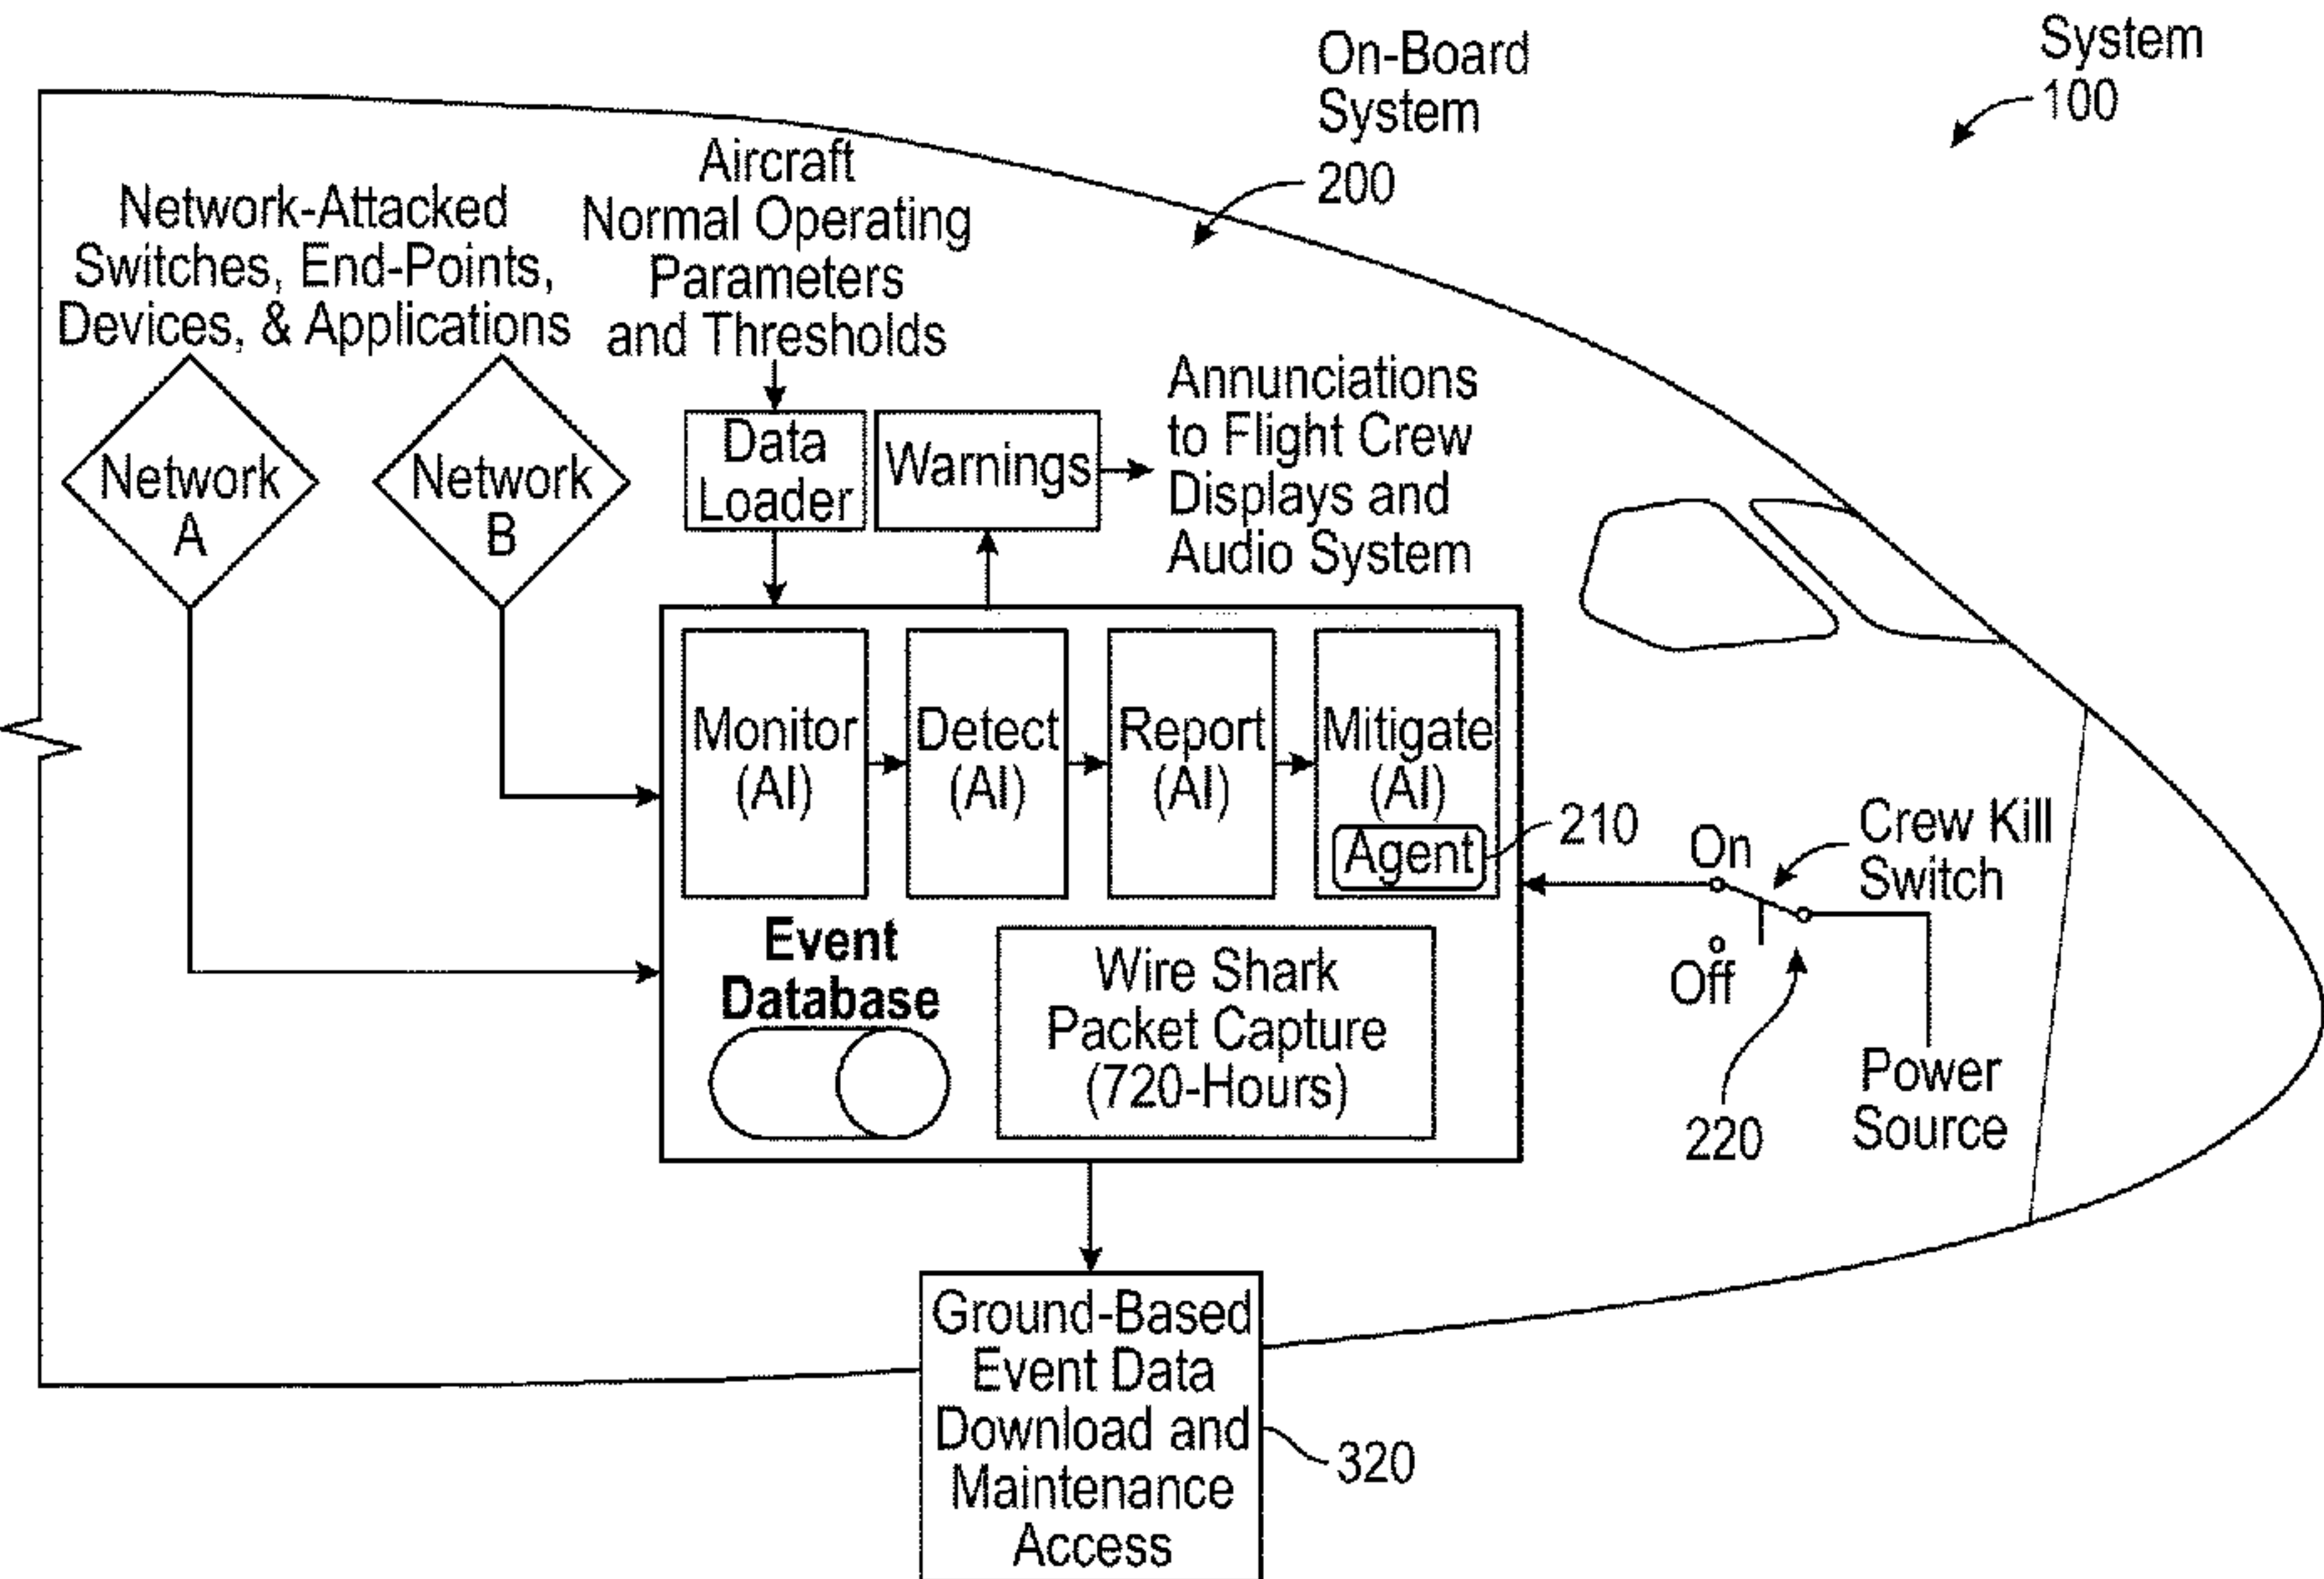 System
100
On-Board
System
200
Network-Attacked
Switches, End-Points,
Devices, & Applications
Aircraft
Normal Operating
Parameters
and Thresholds
Network
A
Network
B
Data
Loader
Warnings
Annunciations
to Flight Crew
Displays and
Audio System
Monitor
(AI)
Detect
(AI)
Report
(AI)
Mitigate
(AI)
Agent
210
On
Off
Crew Kill
Switch
220
Power
Source
Event
Database
Wire Shark
Packet Capture
(720-Hours)
Ground-Based
Event Data
Download and
Maintenance
Access
320